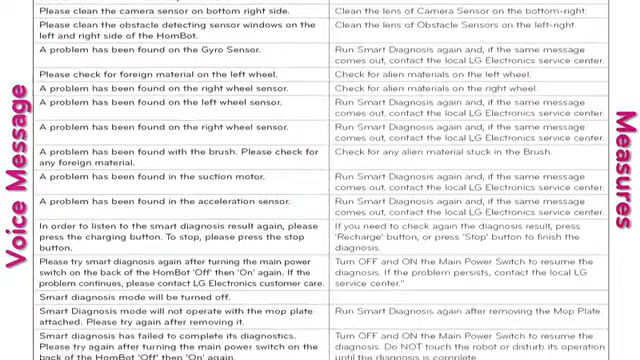 Voice Message
Measures
Please clean the camera sensor on bottom right side.
Clean the lens of Camera Sensor on the bottom-right.
Please clean the obstacle detecting sensor windows on the
left and right side of the HomBot.
Clean the lens of Obstacle Sensors on the left-right.
A problem has been found on the Gyro Sensor.
Run Smart Diagnosis again and, if the same message
comes out, contact the local LG Electronics service center.
Please check for foreign material on the left wheel.
Check for alien materials on the left wheel.
A problem has been found on the right wheel sensor.
Check for alien materials on the right wheel.
A problem has been found on the left wheel sensor.
Run Smart Diagnosis again and, if the same message
comes out, contact the local LG Electronics service center.
A problem has been found on the right wheel sensor.
Run Smart Diagnosis again and, if the same message
comes out, contact the local LG Electronics service center.
A problem has been found with the brush. Please check for
any foreign material.
Check for any alien material stuck in the Brush.
A problem has been found in the suction motor.
Run Smart Diagnosis again and, if the same message
comes out, contact the local LG Electronics service center.
A problem has been found in the acceleration sensor.
Run Smart Diagnosis again and, if the same message
comes out, contact the local LG Electronics service center.
In order to listen to the smart diagnosis result again, please
press the charging button. To stop, please press the stop
button.
If you need to check again the diagnosis result, press
'Recharge' button, or press 'Stop' button to finish the
diagnosis.
Please try smart diagnosis again after turning the main power
switch on the back of the HomBot 'Off' then 'On' again. If the
problem continues, please contact LG Electronics customer care.
Turn OFF and ON the Main Power Switch to resume the
diagnosis. If the problem persists, contact the local LG
service center."
Smart diagnosis mode will be turned off.
Smart Diagnosis mode will not operate with the mop plate
attached. Please try again after removing it.
Run Smart Diagnosis again after removing the Mop Plate.
Smart diagnosis has failed to complete its diagnostics.
Please try again after turning the main power switch on the
back of the HomBot 'Off' then 'On' again.
Turn OFF and ON the Main Power Switch to resume the
diagnosis. Do NOT touch the robot or disturb its operation
until the diagnosis is complete